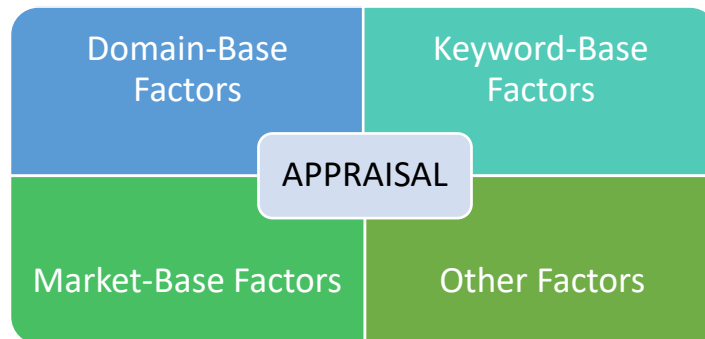 Domain-Base
Factors
Keyword-Base
Factors
APPRAISAL
Market-Base Factors
Other Factors